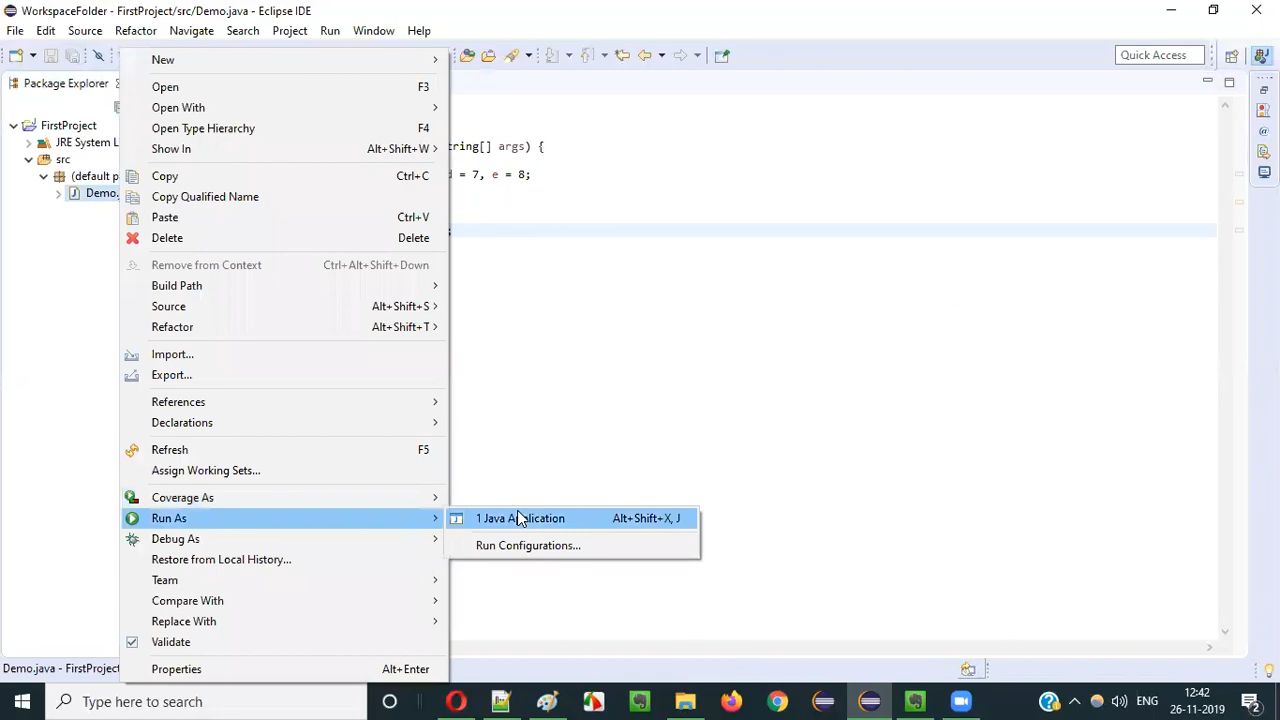 WorkspaceFolder - FirstProject/src/Demo.java - Eclipse IDE
File Edit Source Refactor Navigate Search Project Run Window Help
Quick Access
Package Explorer
FirstProject
JRE System L
src
(default p
Demo.
tring[] args) {
= 7, e = 8;
New
Open F3
Open With
Open Type Hierarchy F4
Show In Alt+Shift+W
Copy Ctrl+C
Copy Qualified Name
Paste Ctrl+V
Delete Delete
Remove from Context Ctrl+Alt+Shift+Down
Build Path
Source Alt+Shift+S
Refactor Alt+Shift+T
Import...
Export...
References
Declarations
Refresh F5
Assign Working Sets...
Coverage As
Run As
1 Java Application Alt+Shift+X, J
Run Configurations...
Debug As
Restore from Local History...
Team
Compare With
Replace With
Validate
Properties Alt+Enter
Demo.java - FirstProject
Type here to search
ENG
12:42
26-11-2019